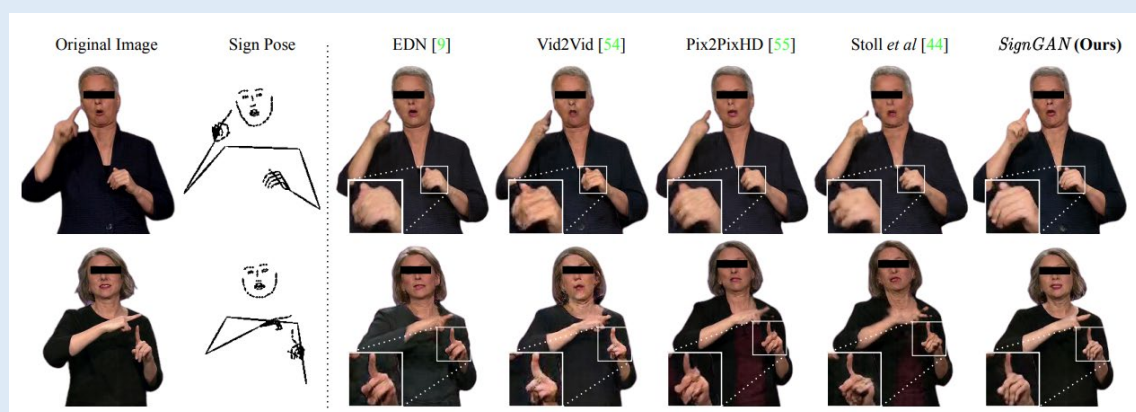 Original Image Sign Pose EDN [9] Vid2Vid [54] Pix2PixHD [55] Stoll et al [44] SignGAN (Ours)